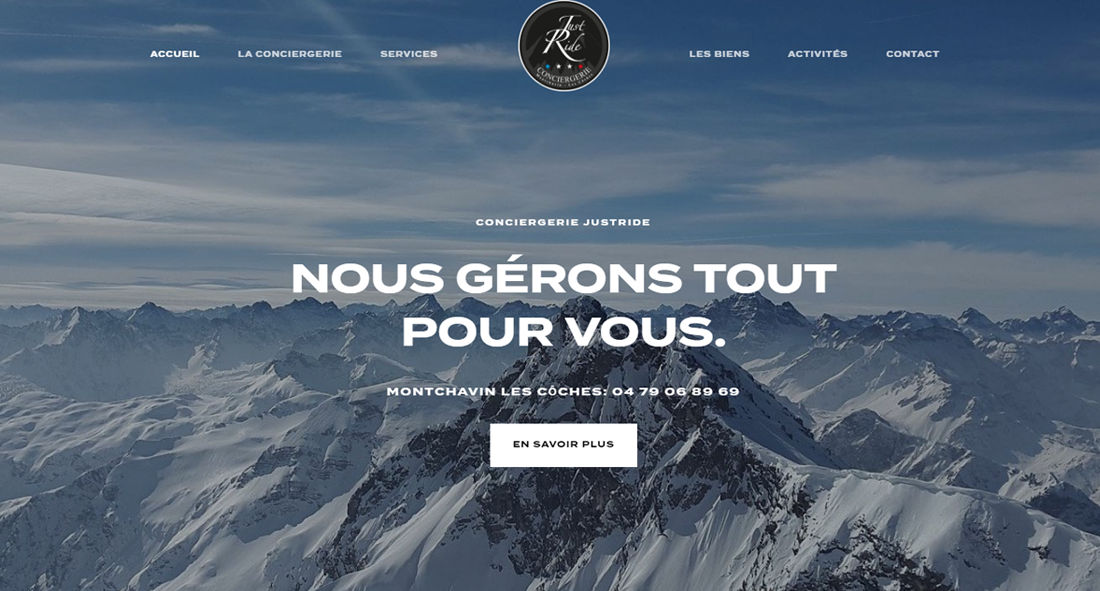 ACCUEIL LA CONCIERGERIE SERVICES
Just
Ride
CONCIERGERIE
LES BIENS ACTIVITÉS CONTACT
CONCIERGERIE JUSTRIDE
NOUS GÉRONS TOUT
POUR VOUS.
MONTCHAVIN LES CÔCHES: 04 79 06 89 69
EN SAVOIR PLUS